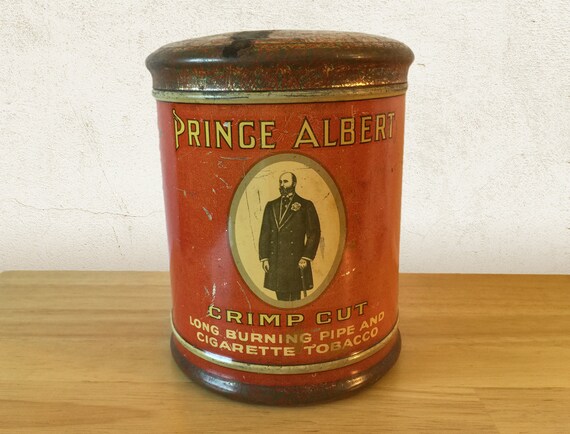 PRINCE ALBERT
CRIMP CUT
LONG BURNING PIPE AND
CIGARETTE TOBACCO